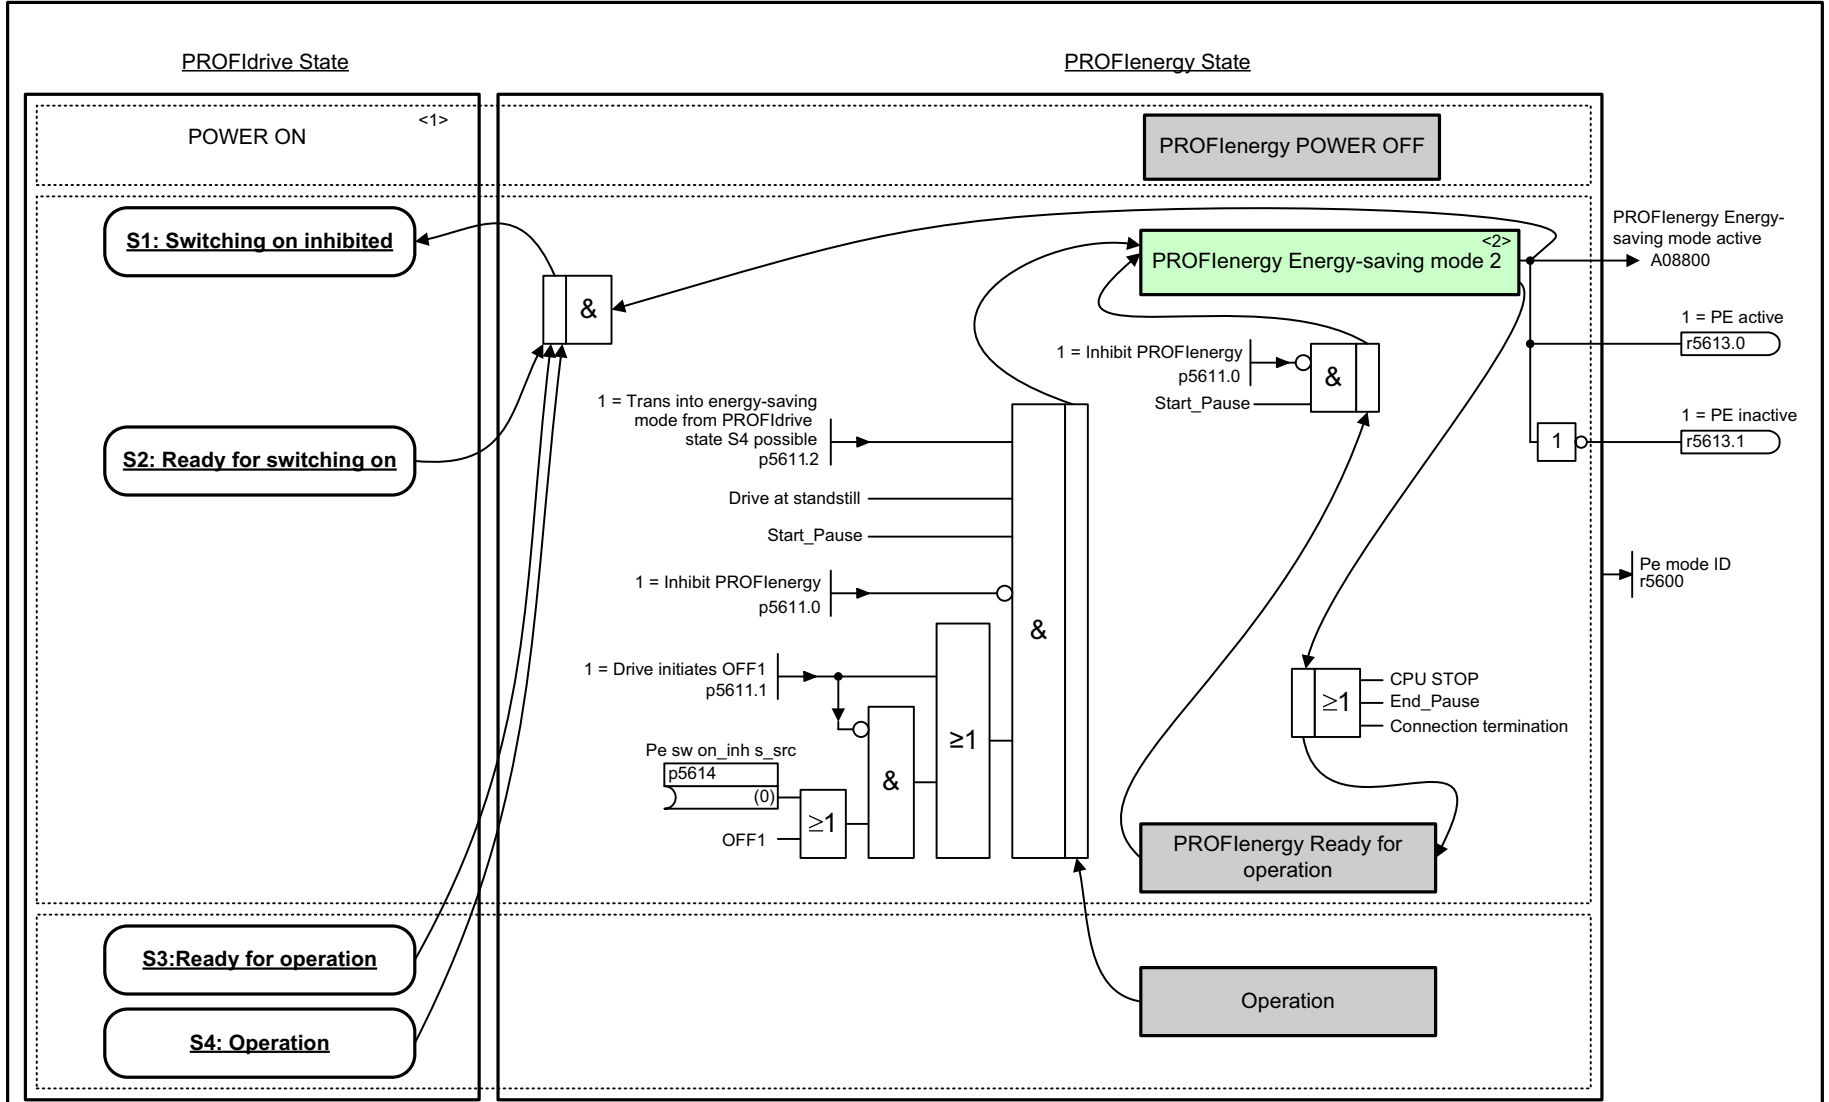 PROFIdrive State
PROFIenergy State
POWER ON
<1>
PROFIenergy POWER OFF
S1: Switching on inhibited
&
S2: Ready for switching on
<2>
PROFIenergy Energy-saving mode 2
PROFIenergy Energy-
saving mode active
A08800
1 = PE active
r5613.0
1 = PE inactive
r5613.1
1
1 = Inhibit PROFIenergy
p5611.0
Start_Pause
&
1 = Trans into energy-saving
mode from PROFIdrive
state S4 possible
p5611.2
Drive at standstill
Start_Pause
1 = Inhibit PROFIenergy
p5611.0
&
1 = Drive initiates OFF1
p5611.1
Pe sw on_inh s_src
p5614
(0)
OFF1
≥1
&
≥1
Pe mode ID
r5600
≥1
CPU STOP
End_Pause
Connection termination
PROFIenergy Ready for
operation
S3:Ready for operation
S4: Operation
Operation